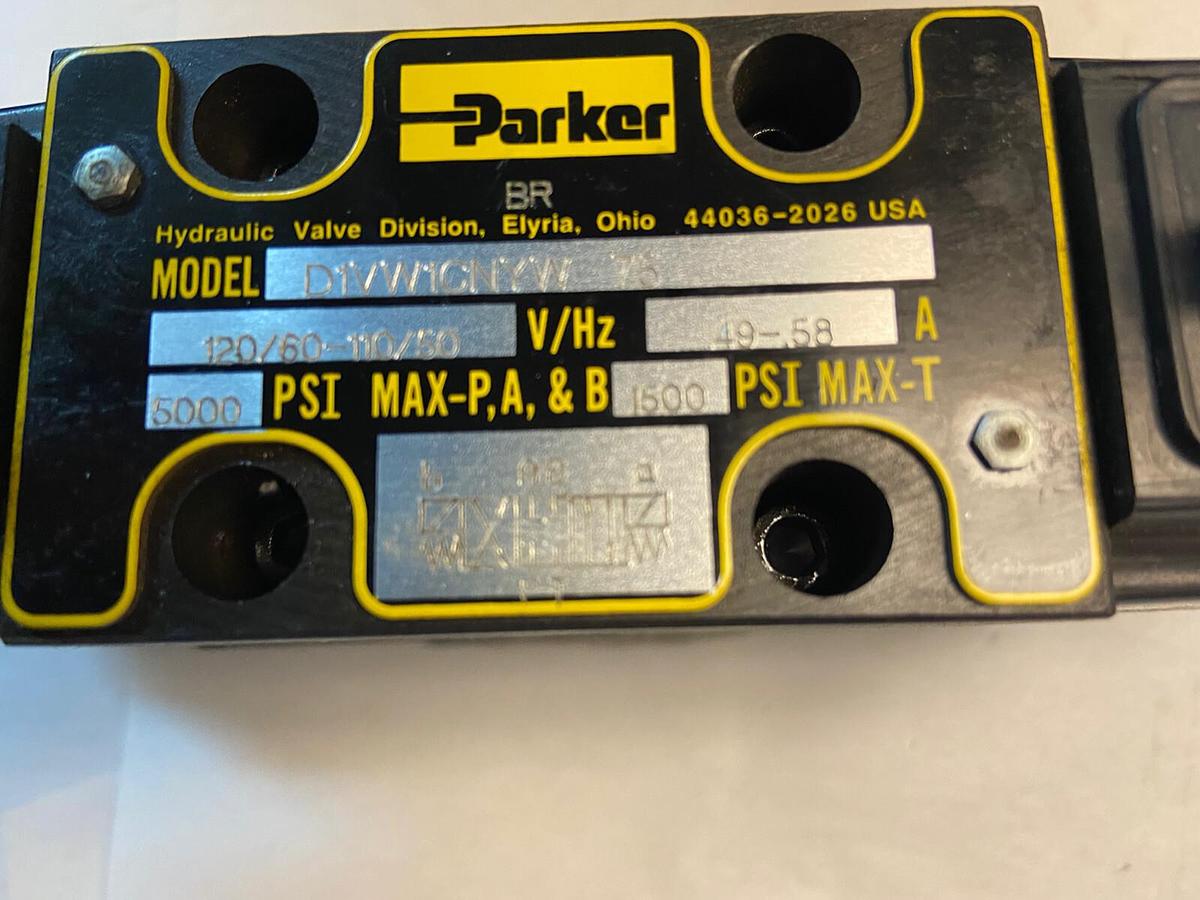 Parker
BR
Hydraulic Valve Division, Elyria, Ohio 44036-2026 USA
MODEL D1VW1CNYW 75
120/60-110/50 V/Hz .49-.58 A
5000 PSI MAX-P, A, & B 1500 PSI MAX-T
b A B a
P T